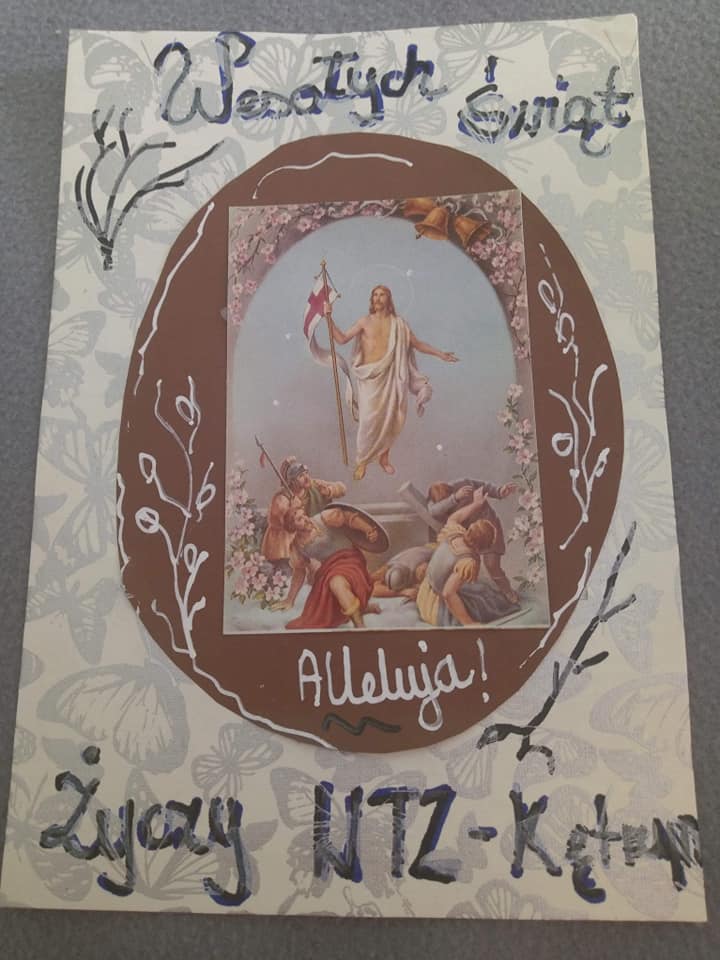 Wesołych Świąt
Alleluja!
Życzy NTZ-Kętrzyn